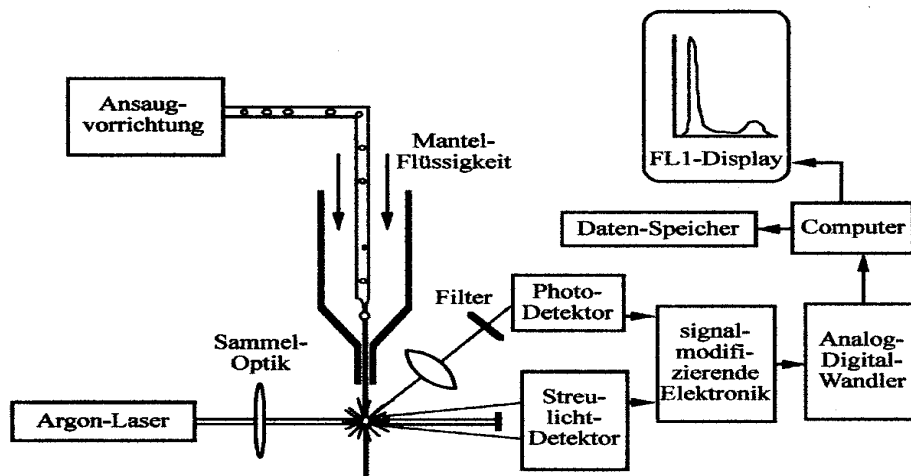 Ansaug-
vorrichtung
Mantel-
Flüssigkeit
FL1-Display
Daten-Speicher
Computer
Filter
Photo-
Detektor
signal-
modifi-
zierende
Elektronik
Analog-
Digital-
Wandler
Sammel-
Optik
Argon-Laser
Streu-
licht-
Detektor